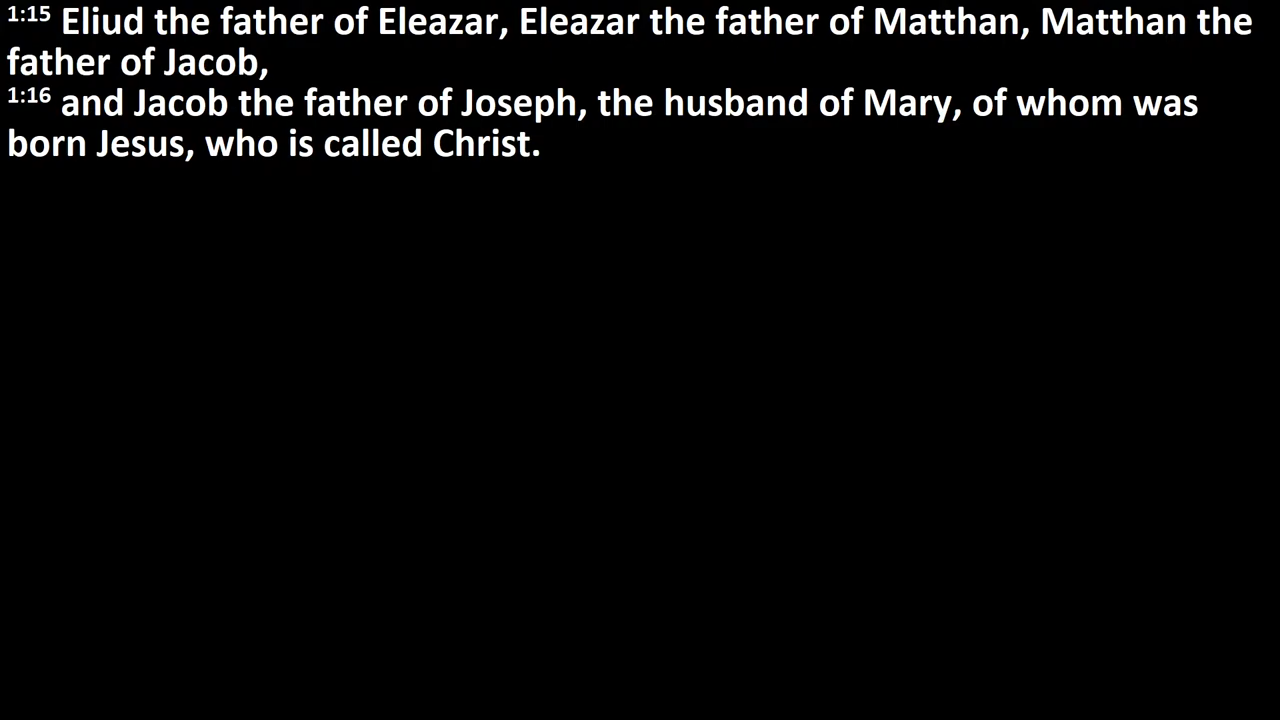 1:15 Eliud the father of Eleazar, Eleazar the father of Matthan, Matthan the
father of Jacob,
1:16 and Jacob the father of Joseph, the husband of Mary, of whom was
born Jesus, who is called Christ.